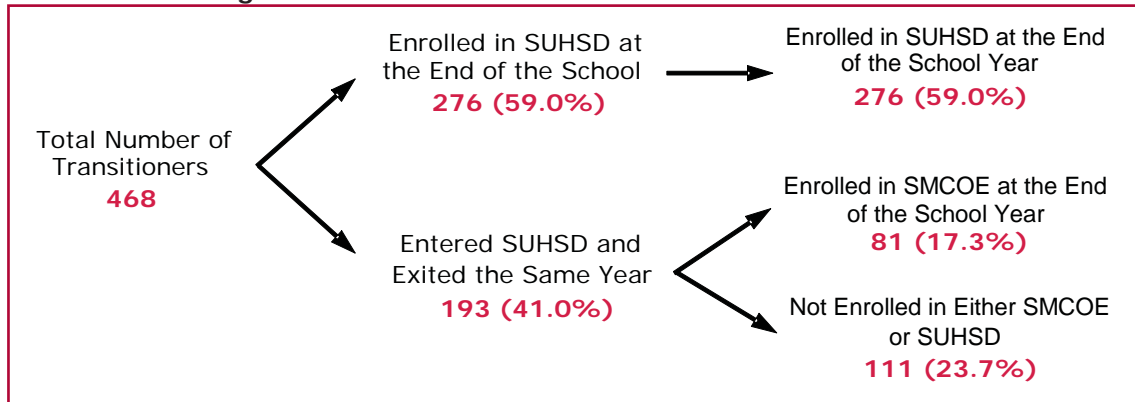 Total Number of
Transitioners
468
Enrolled in SUHSD at
the End of the School
276 (59.0%)
Entered SUHSD and
Exited the Same Year
193 (41.0%)
Enrolled in SUHSD at the End
of the School Year
276 (59.0%)
Enrolled in SMCOE at the End
of the School Year
81 (17.3%)
Not Enrolled in Either SMCOE
or SUHSD
111 (23.7%)